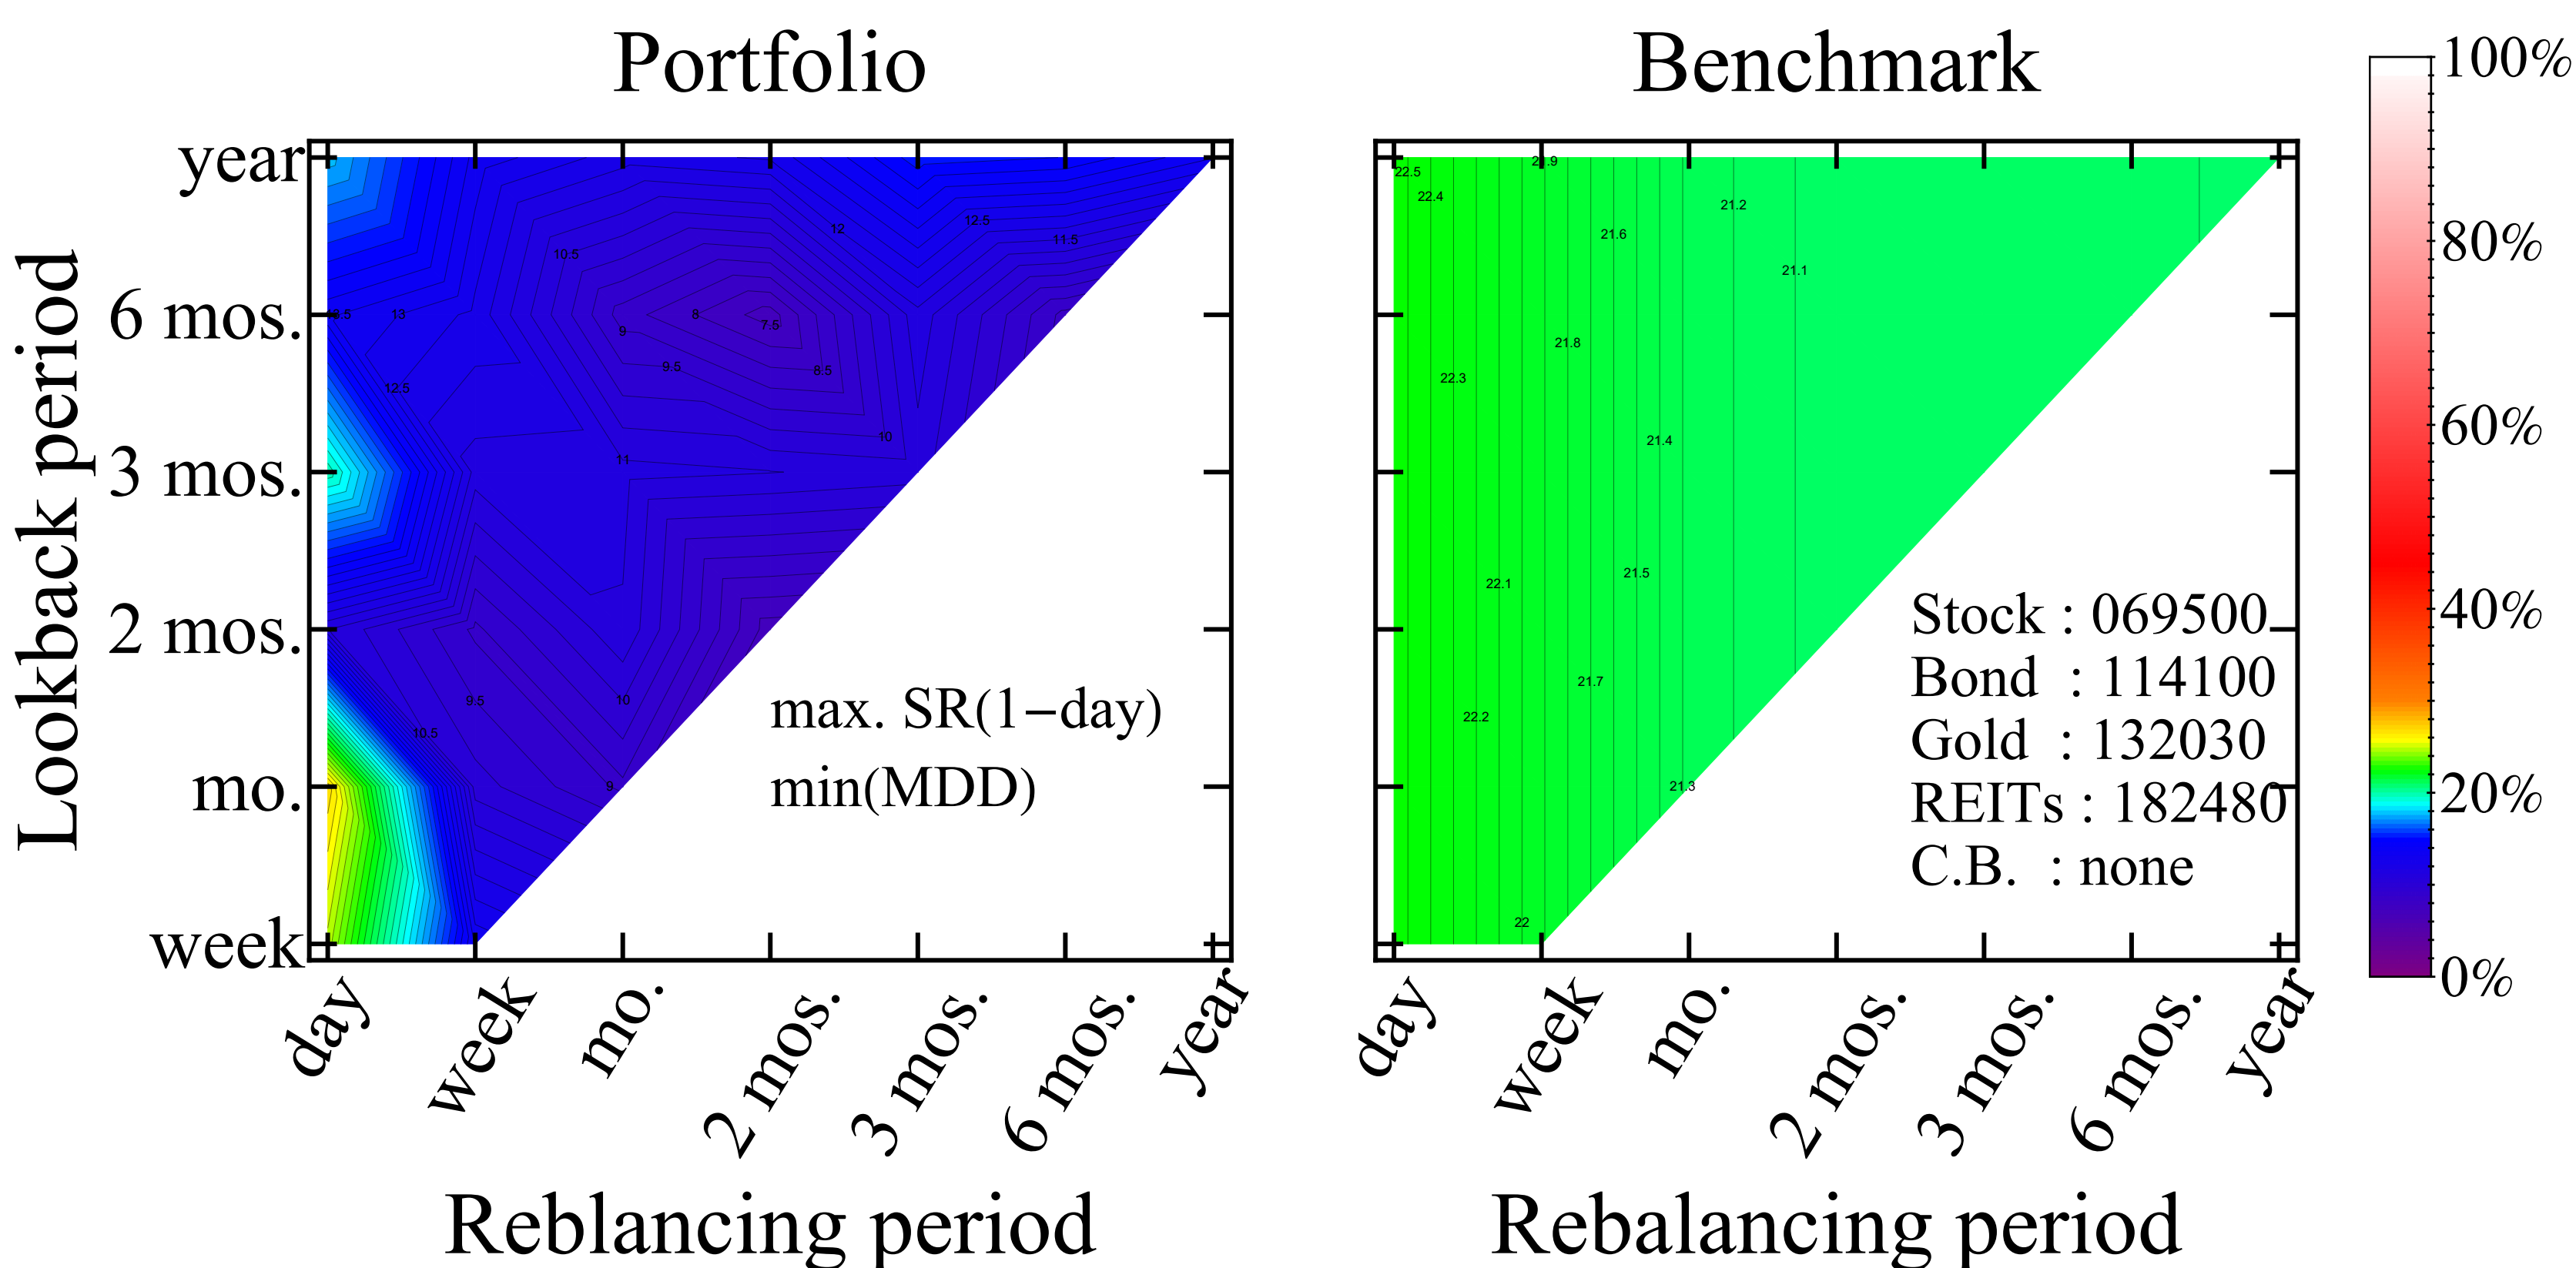 Portfolio
Benchmark
100%
80%
60%
40%
20%
0%
Lookback period
year
6 mos.
3 mos.
2 mos.
mo.
week
10.5
12
12.5
11.5
13
9
8
7.5
9.5
8.5
12.5
10
11
9.5
10
10.5
9
max. SR(1−day)
min(MDD)
day
week
mo.
2 mos.
3 mos.
6 mos.
year
Reblancing period
22.5
21.9
22.4
21.2
21.6
21.1
21.8
22.3
21.4
21.5
22.1
21.7
22.2
21.3
22
Stock : 069500
Bond : 114100
Gold : 132030
REITs : 182480
C.B. : none
day
week
mo.
2 mos.
3 mos.
6 mos.
year
Rebalancing period